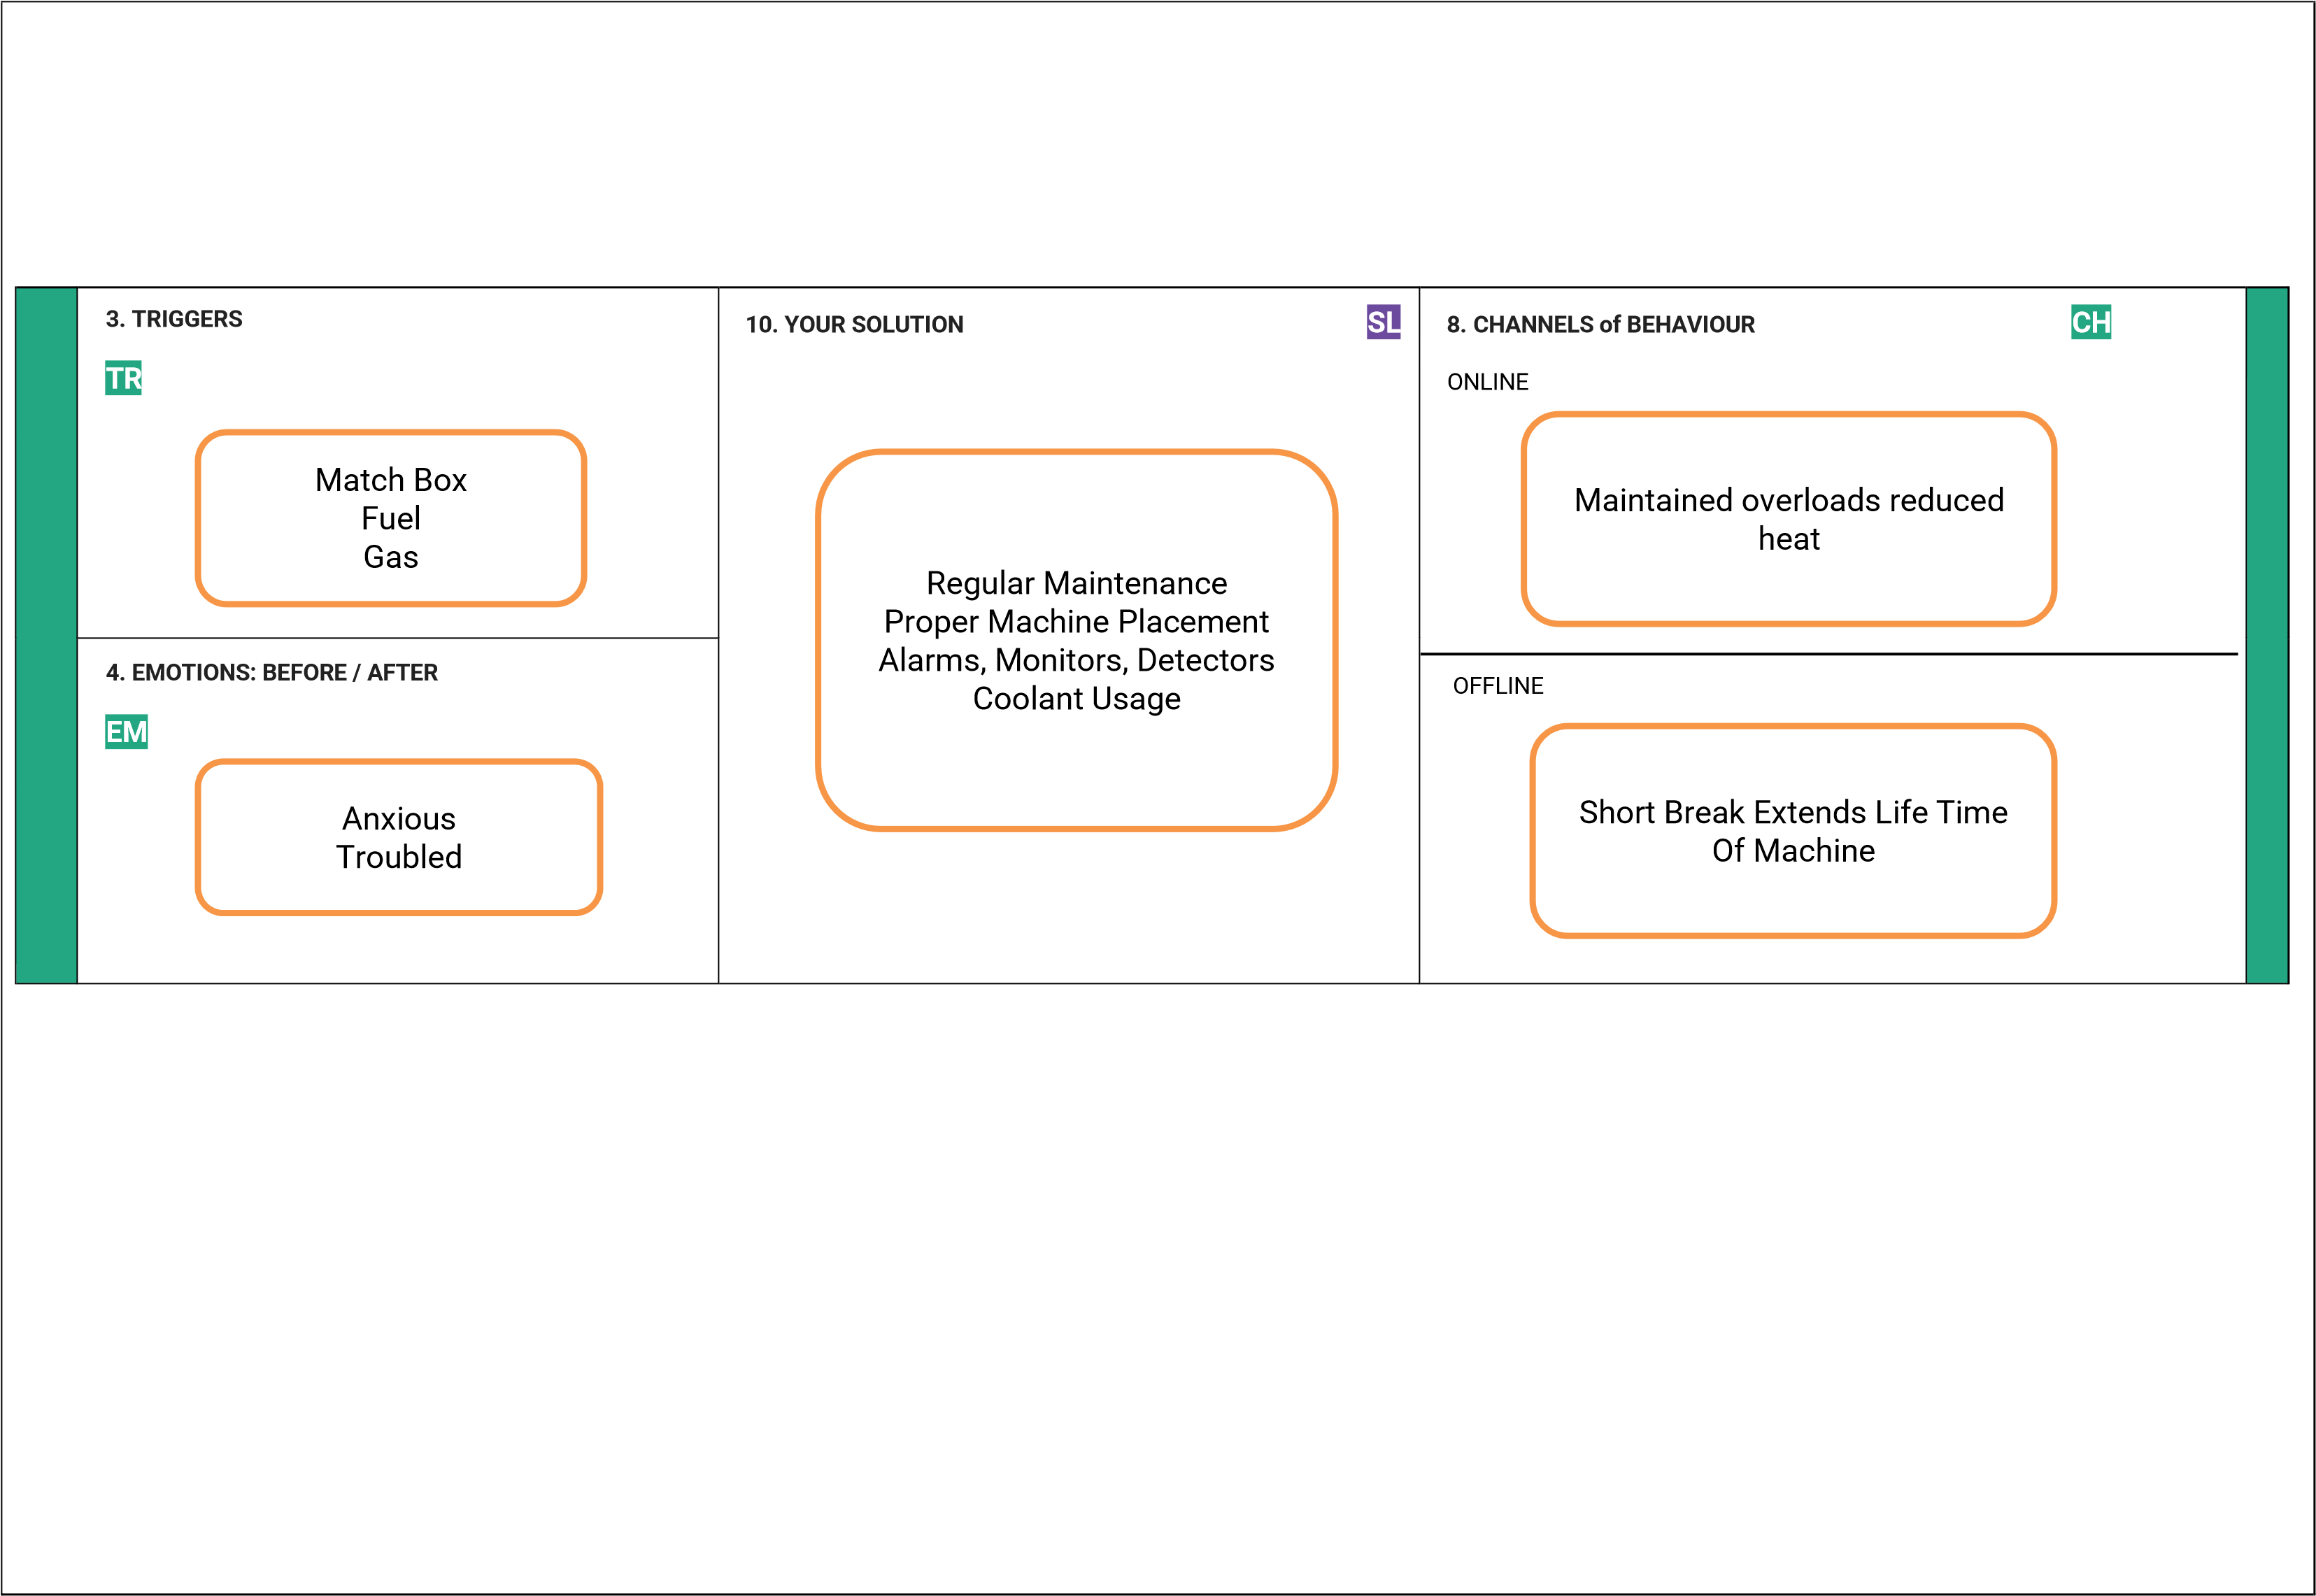 3. TRIGGERS
TR
Match Box
Fuel
Gas
4. EMOTIONS: BEFORE / AFTER
EM
Anxious
Troubled
10. YOUR SOLUTION
SL
Regular Maintenance
Proper Machine Placement
Alarms, Monitors, Detectors
Coolant Usage
8. CHANNELS of BEHAVIOUR
CH
ONLINE
Maintained overloads reduced
heat
OFFLINE
Short Break Extends Life Time
Of Machine